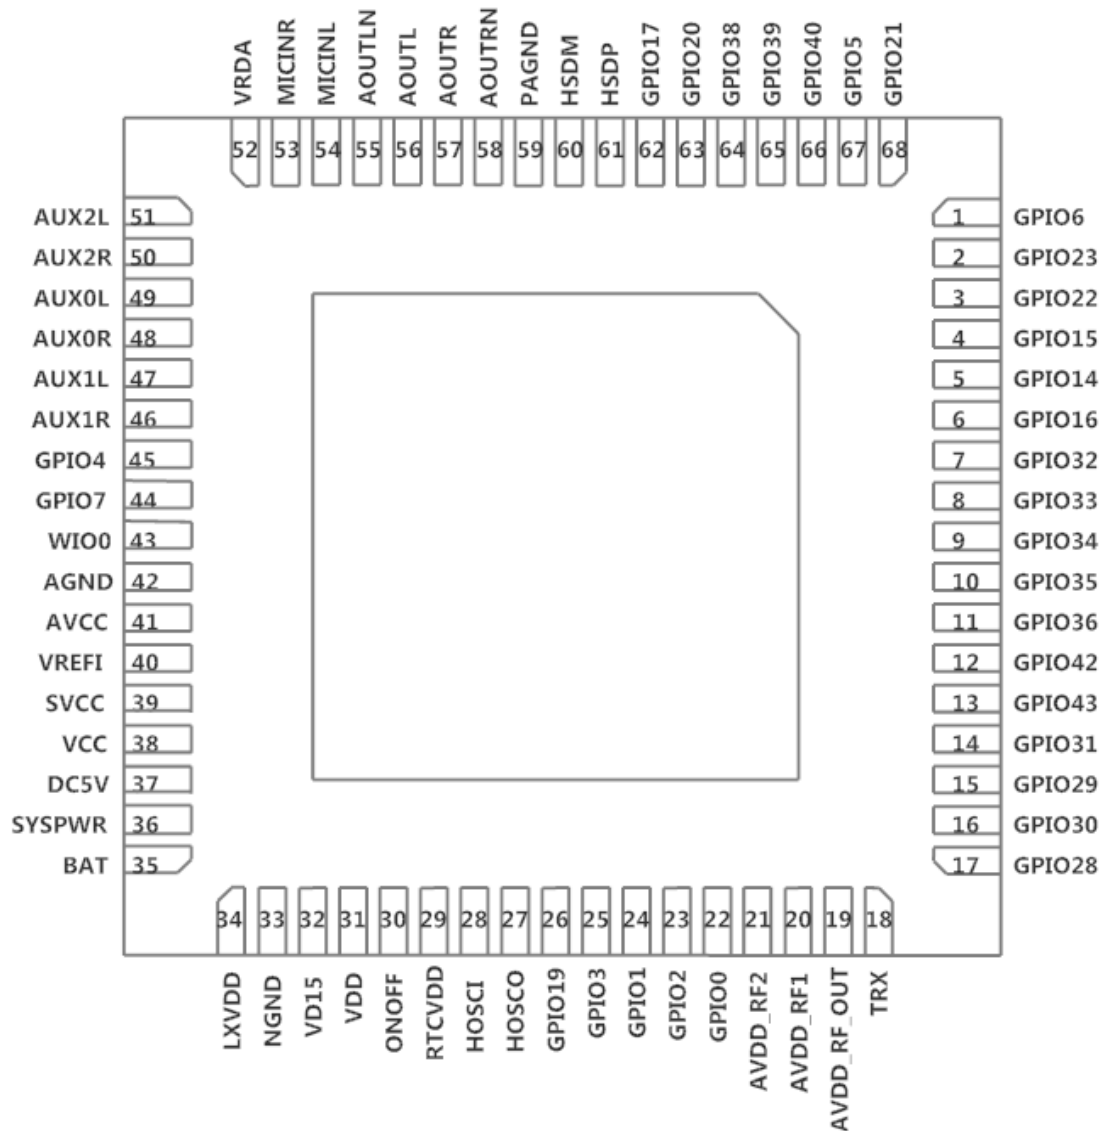 VRDA
MICINR
MICINL
AOUTLN
AOUTL
AOUTR
AOUTRN
PAGND
HSDM
HSDP
GPIO17
GPIO20
GPIO38
GPIO39
GPIO40
GPIO5
GPIO21
52 53 54 55 56 57 58 59 60 61 62 63 64 65 66 67 68
AUX2L 51
AUX2R 50
AUX0L 49
AUX0R 48
AUX1L 47
AUX1R 46
GPIO4 45
GPIO7 44
WIO0 43
AGND 42
AVCC 41
VREFI 40
SVCC 39
VCC 38
DC5V 37
SYSPWR 36
BAT 35
1 GPIO6
2 GPIO23
3 GPIO22
4 GPIO15
5 GPIO14
6 GPIO16
7 GPIO32
8 GPIO33
9 GPIO34
10 GPIO35
11 GPIO36
12 GPIO42
13 GPIO43
14 GPIO31
15 GPIO29
16 GPIO30
17 GPIO28
34 33 32 31 30 29 28 27 26 25 24 23 22 21 20 19 18
LXVDD
NGND
VD15
VDD
ONOFF
RTCVDD
HOSCI
HOSCO
GPIO19
GPIO3
GPIO1
GPIO2
GPIO0
AVDD_RF2
AVDD_RF1
AVDD_RF_OUT
TRX